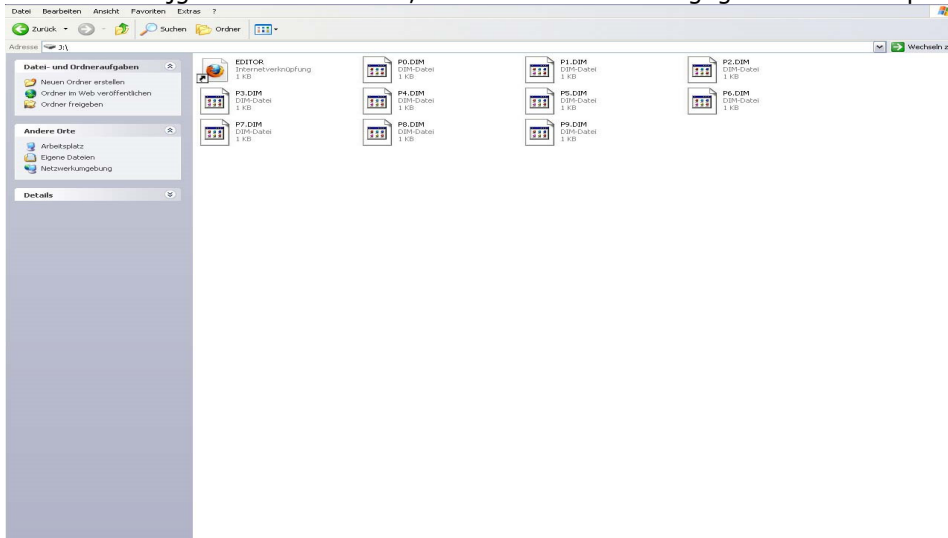 Datei Bearbeiten Ansicht Favoriten Extras ?
Zurück Suchen Ordner
Adresse J:\ Wechseln z
Datei- und Ordneraufgaben
Neuen Ordner erstellen
Ordner im Web veröffentlichen
Ordner freigeben
Andere Orte
Arbeitsplatz
Eigene Dateien
Netzwerkumgebung
Details
EDITOR
Internetverknüpfung
1 KB
P0.DIM
DIM-Datei
1 KB
P1.DIM
DIM-Datei
1 KB
P2.DIM
DIM-Datei
1 KB
P3.DIM
DIM-Datei
1 KB
P4.DIM
DIM-Datei
1 KB
P5.DIM
DIM-Datei
1 KB
P6.DIM
DIM-Datei
1 KB
P7.DIM
DIM-Datei
1 KB
P8.DIM
DIM-Datei
1 KB
P9.DIM
DIM-Datei
1 KB